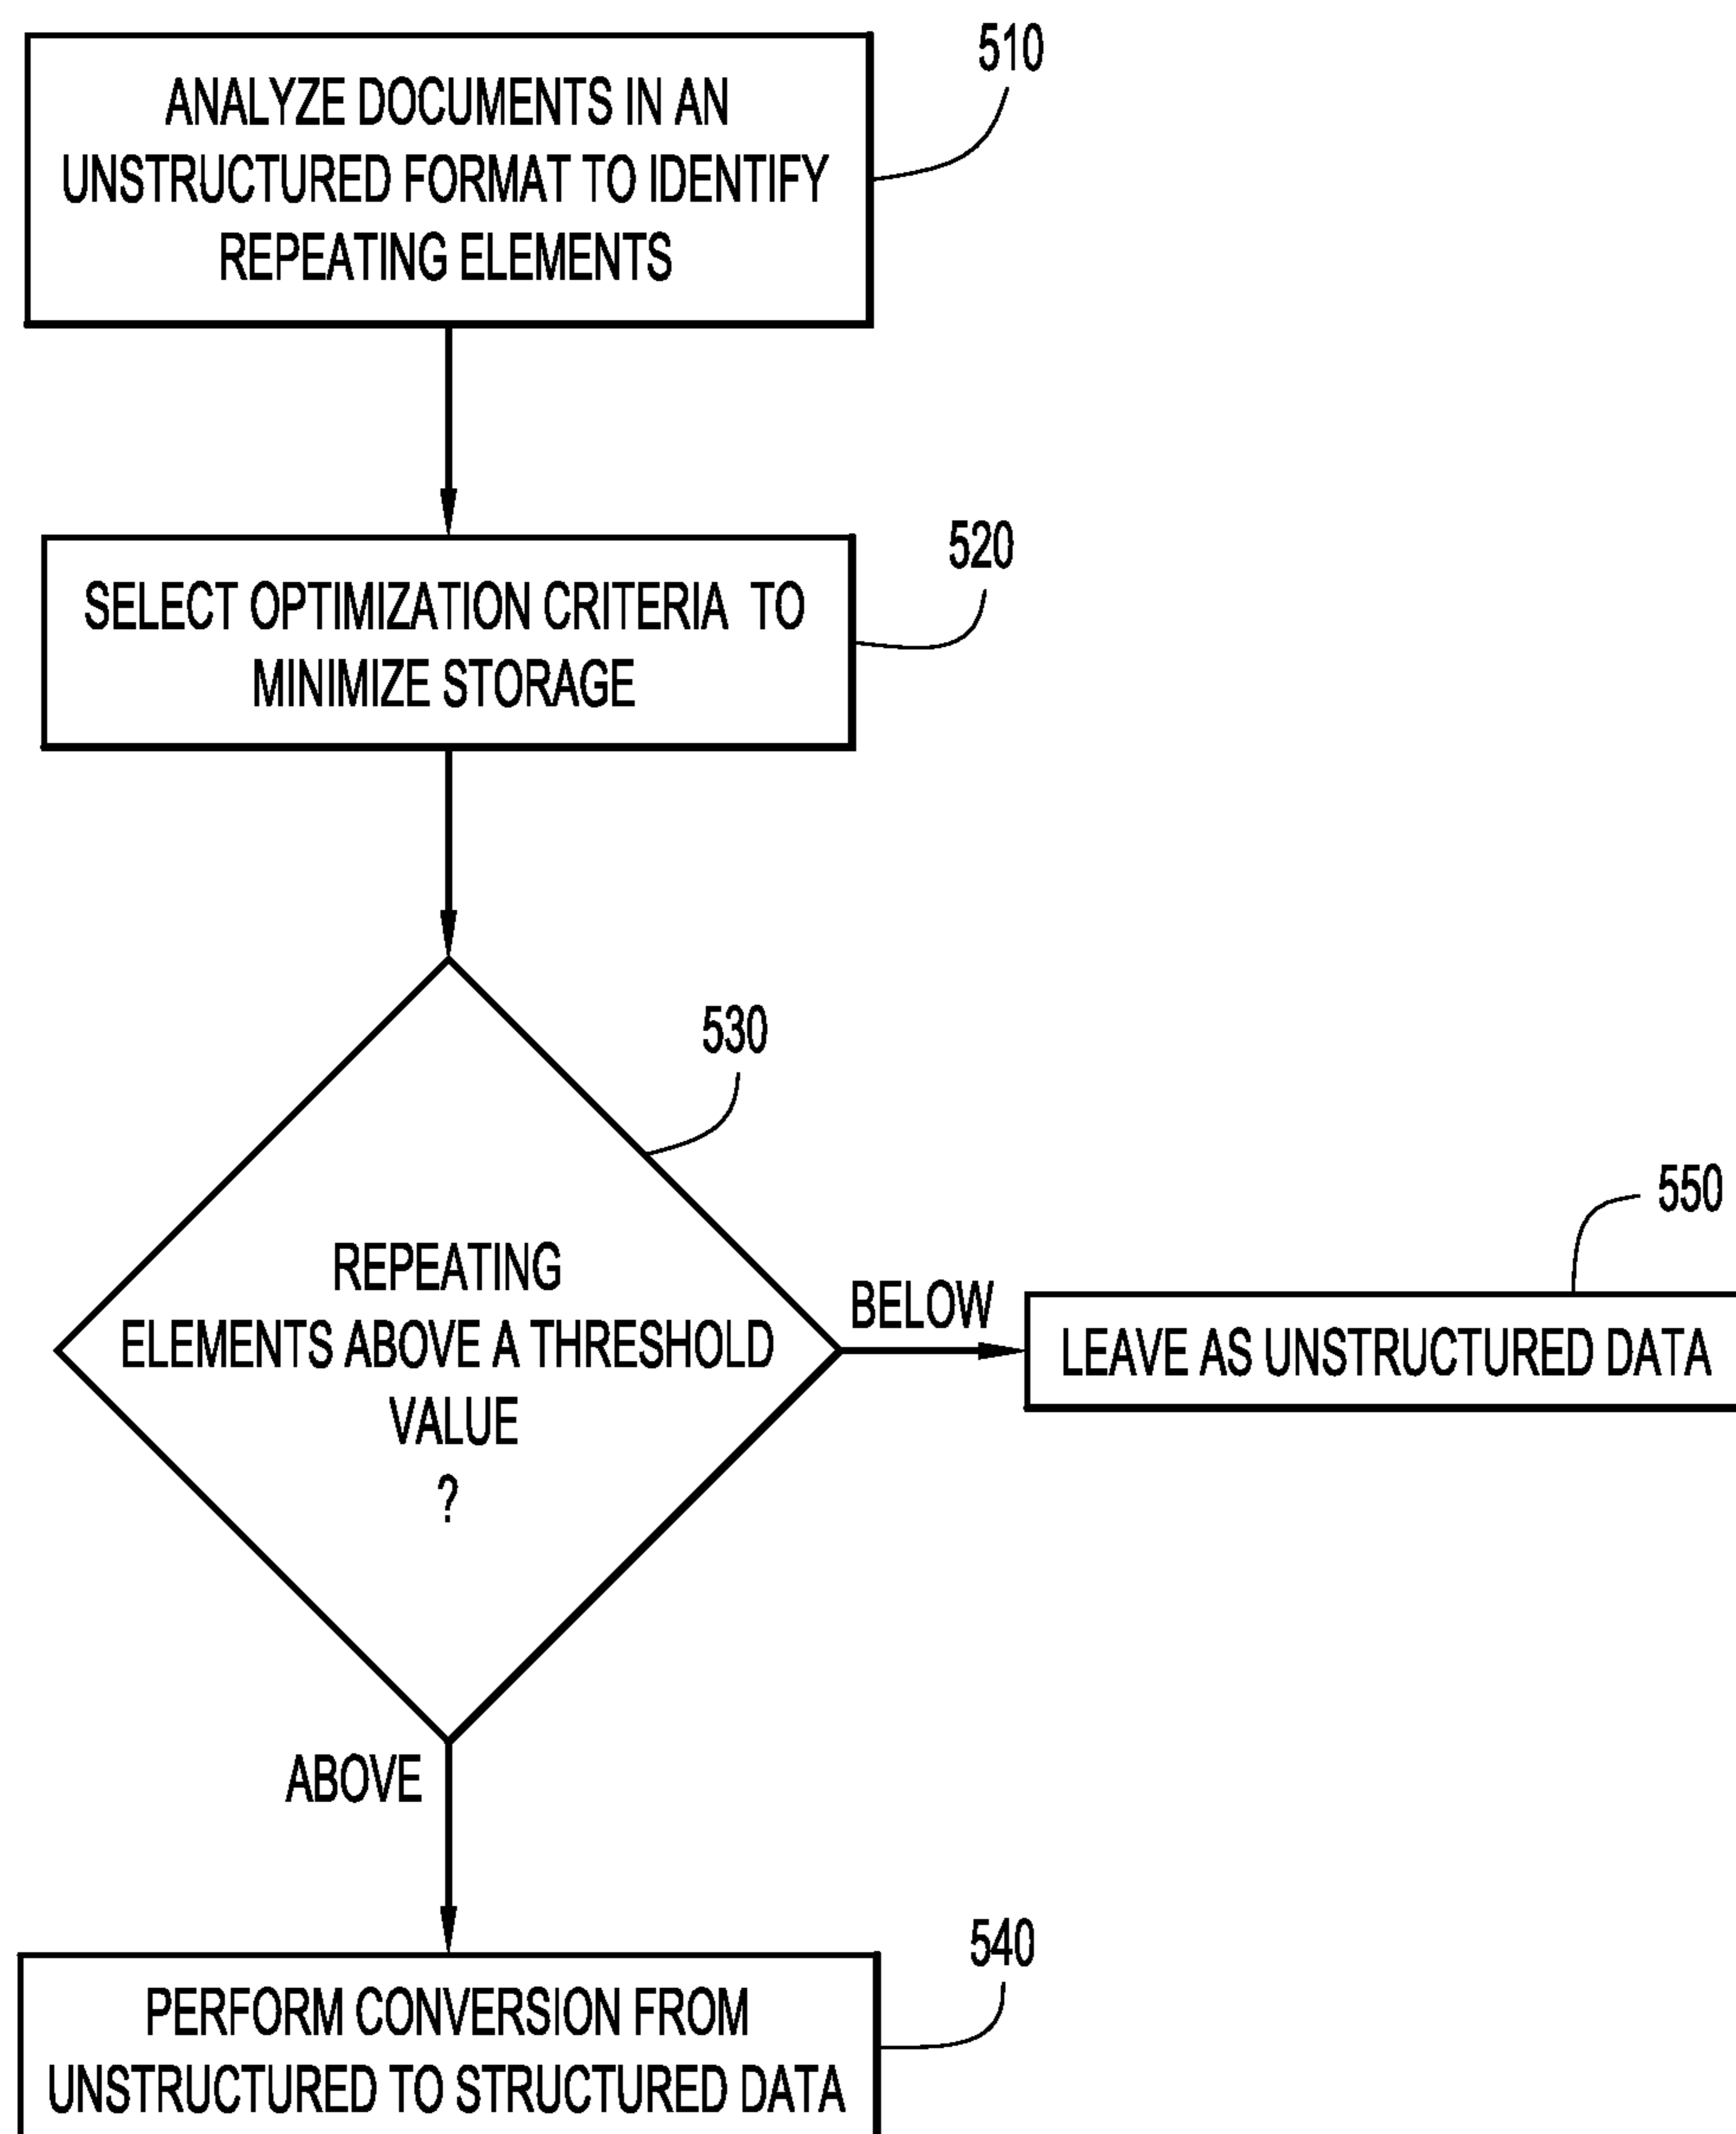 510
ANALYZE DOCUMENTS IN AN
UNSTRUCTURED FORMAT TO IDENTIFY
REPEATING ELEMENTS
520
SELECT OPTIMIZATION CRITERIA TO
MINIMIZE STORAGE
530
REPEATING
ELEMENTS ABOVE A THRESHOLD
VALUE
?
BELOW
550
LEAVE AS UNSTRUCTURED DATA
ABOVE
540
PERFORM CONVERSION FROM
UNSTRUCTURED TO STRUCTURED DATA